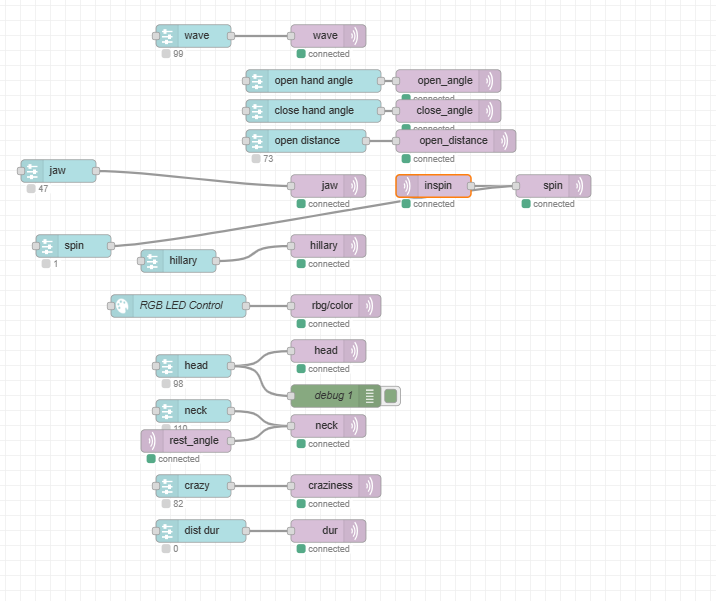 wave
wave
99
connected
open hand angle
open_angle
connected
close hand angle
close_angle
connected
open distance
open_distance
73
connected
jaw
47
jaw
inspin
spin
connected
connected
connected
spin
1
hillary
hillary
connected
RGB LED Control
rbg/color
connected
head
head
98
connected
debug 1
neck
110
neck
rest_angle
connected
connected
crazy
craziness
82
connected
dist dur
dur
0
connected